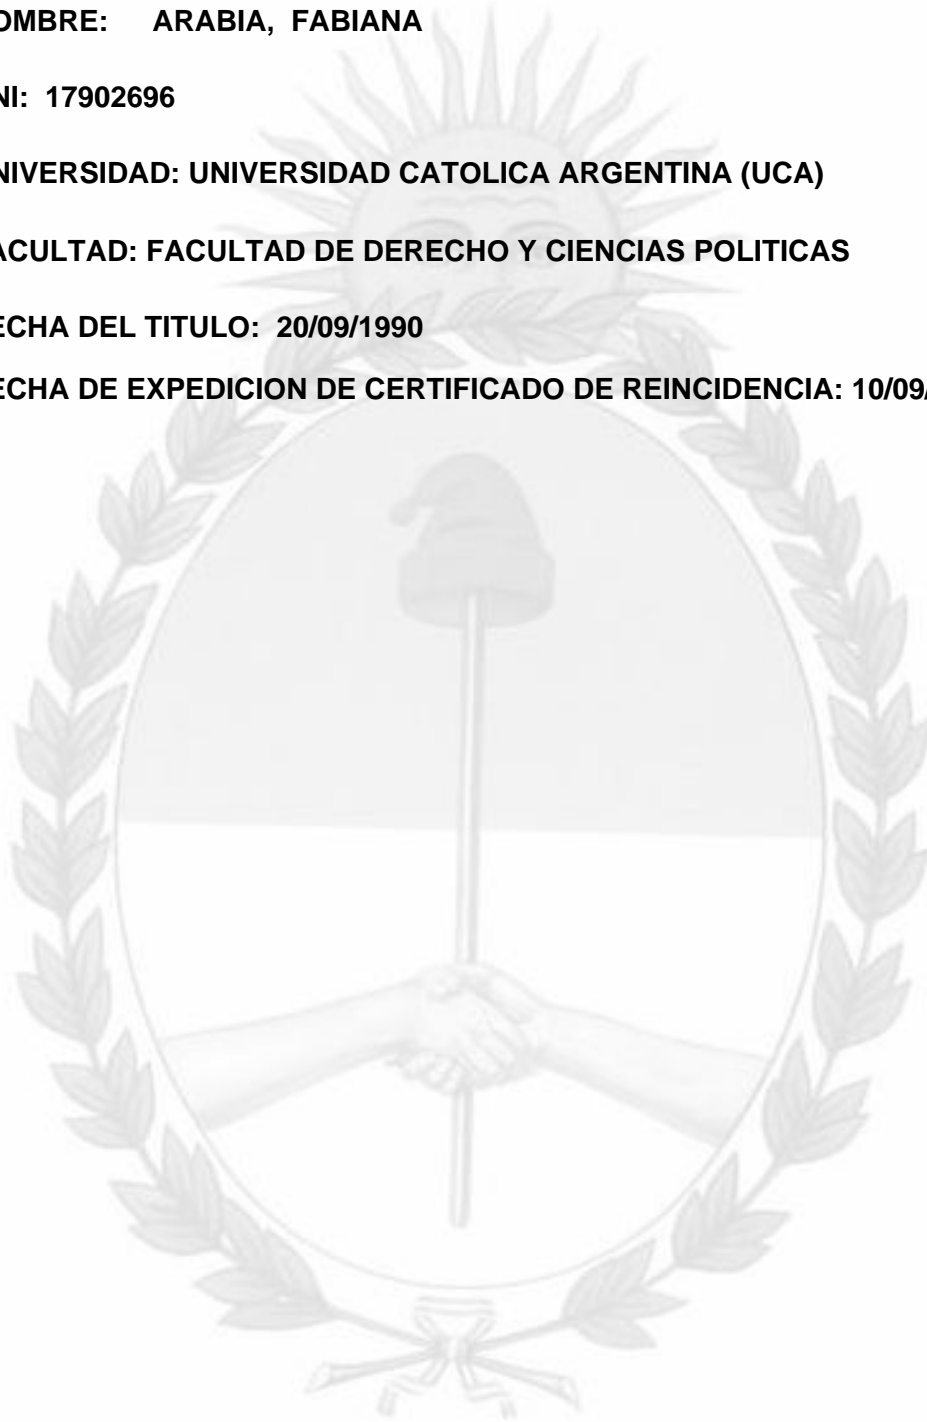 OMBRE: ARABIA, FABIANA
NI: 17902696
NIVERSIDAD: UNIVERSIDAD CATOLICA ARGENTINA (UCA)
ACULTAD: FACULTAD DE DERECHO Y CIENCIAS POLITICAS
ECHA DEL TITULO: 20/09/1990
ECHA DE EXPEDICION DE CERTIFICADO DE REINCIDENCIA: 10/09/